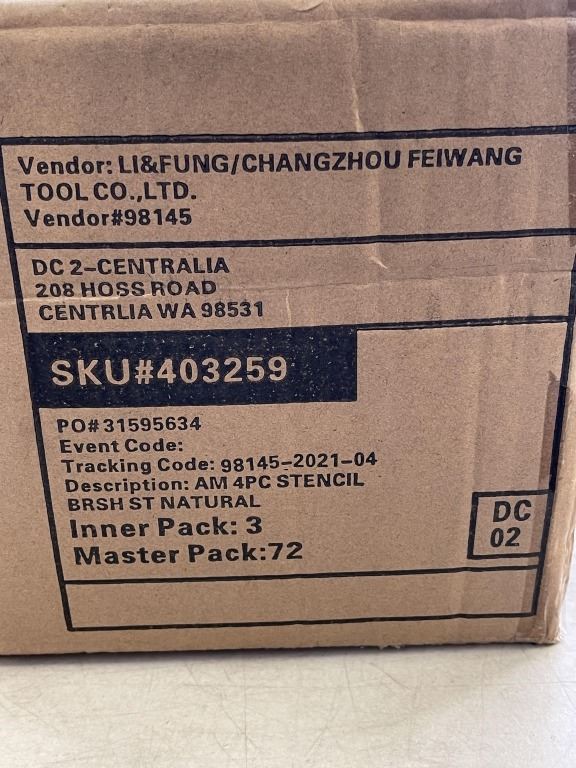 Vendor: LI&FUNG/CHANGZHOU FEIWANG
TOOL CO.,LTD.
Vendor#98145
DC 2-CENTRALIA
208 HOSS ROAD
CENTRLIA WA 98531
SKU#403259
PO#31595634
Event Code:
Tracking Code: 98145-2021-04
Description: AM 4PC STENCIL
BRSH ST NATURAL
Inner Pack: 3
Master Pack:72
DC
02